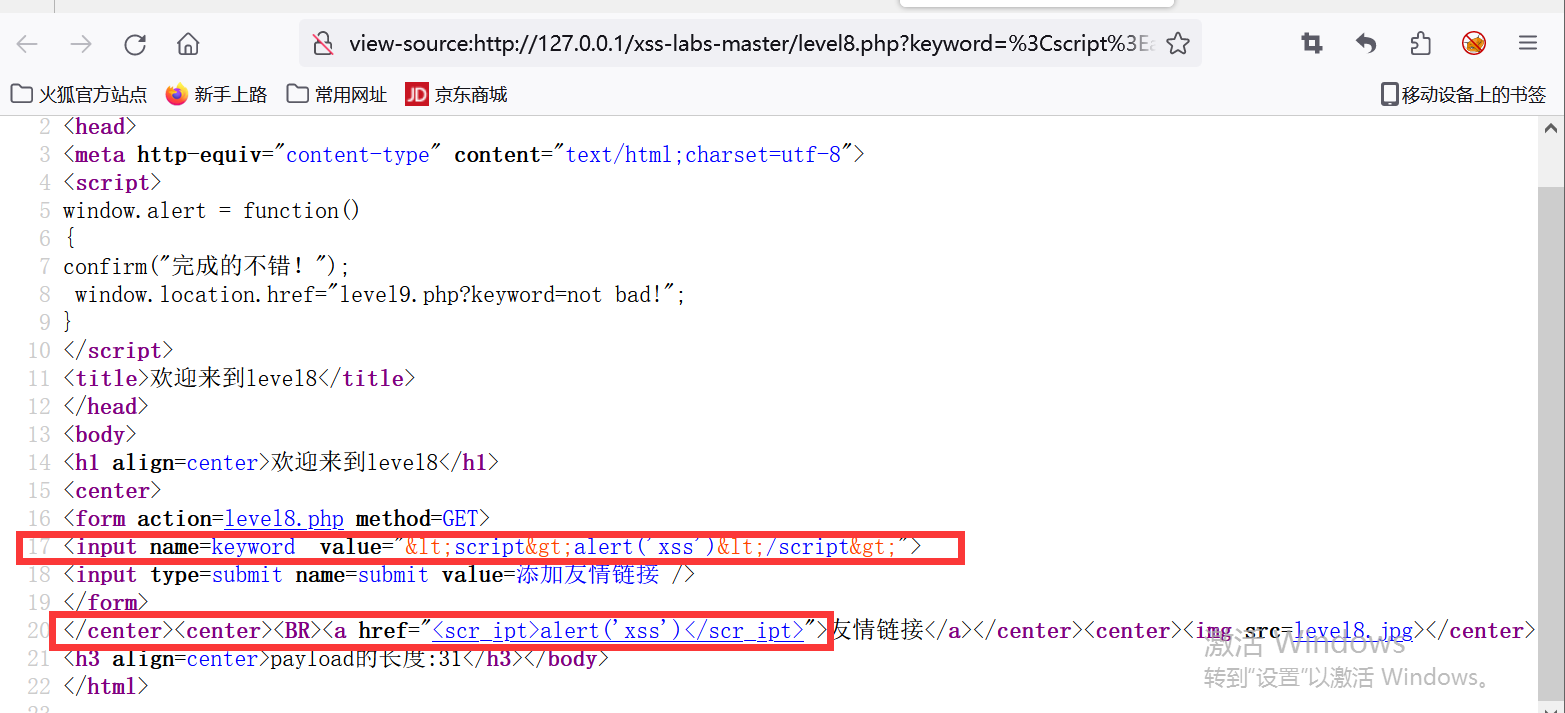 view-source:http://127.0.0.1/xss-labs-master/level8.php?keyword=%3Cscript%3Ea
火狐官方站点 新手上路 常用网址 JD 京东商城 移动设备上的书签
2 <head>
3 <meta http-equiv="content-type" content="text/html;charset=utf-8">
4 <script>
5 window.alert = function()
6 {
7 confirm("完成的不错！");
8  window.location.href="level9.php?keyword=not bad!";
9 }
10 </script>
11 <title>欢迎来到level8</title>
12 </head>
13 <body>
14 <h1 align=center>欢迎来到level8</h1>
15 <center>
16 <form action=level8.php method=GET>
17 <input name=keyword  value="&lt;script&gt;alert('xss')&lt;/script&gt;">
18 <input type=submit name=submit value=添加友情链接 />
19 </form>
20 </center><center><BR><a href="<scr_ipt>alert('xss')</scr_ipt>">友情链接</a></center><center><img src=level8.jpg></center>
21 <h3 align=center>payload的长度:31</h3></body>
22 </html>
23
激活 Windows
转到"设置"以激活 Windows。